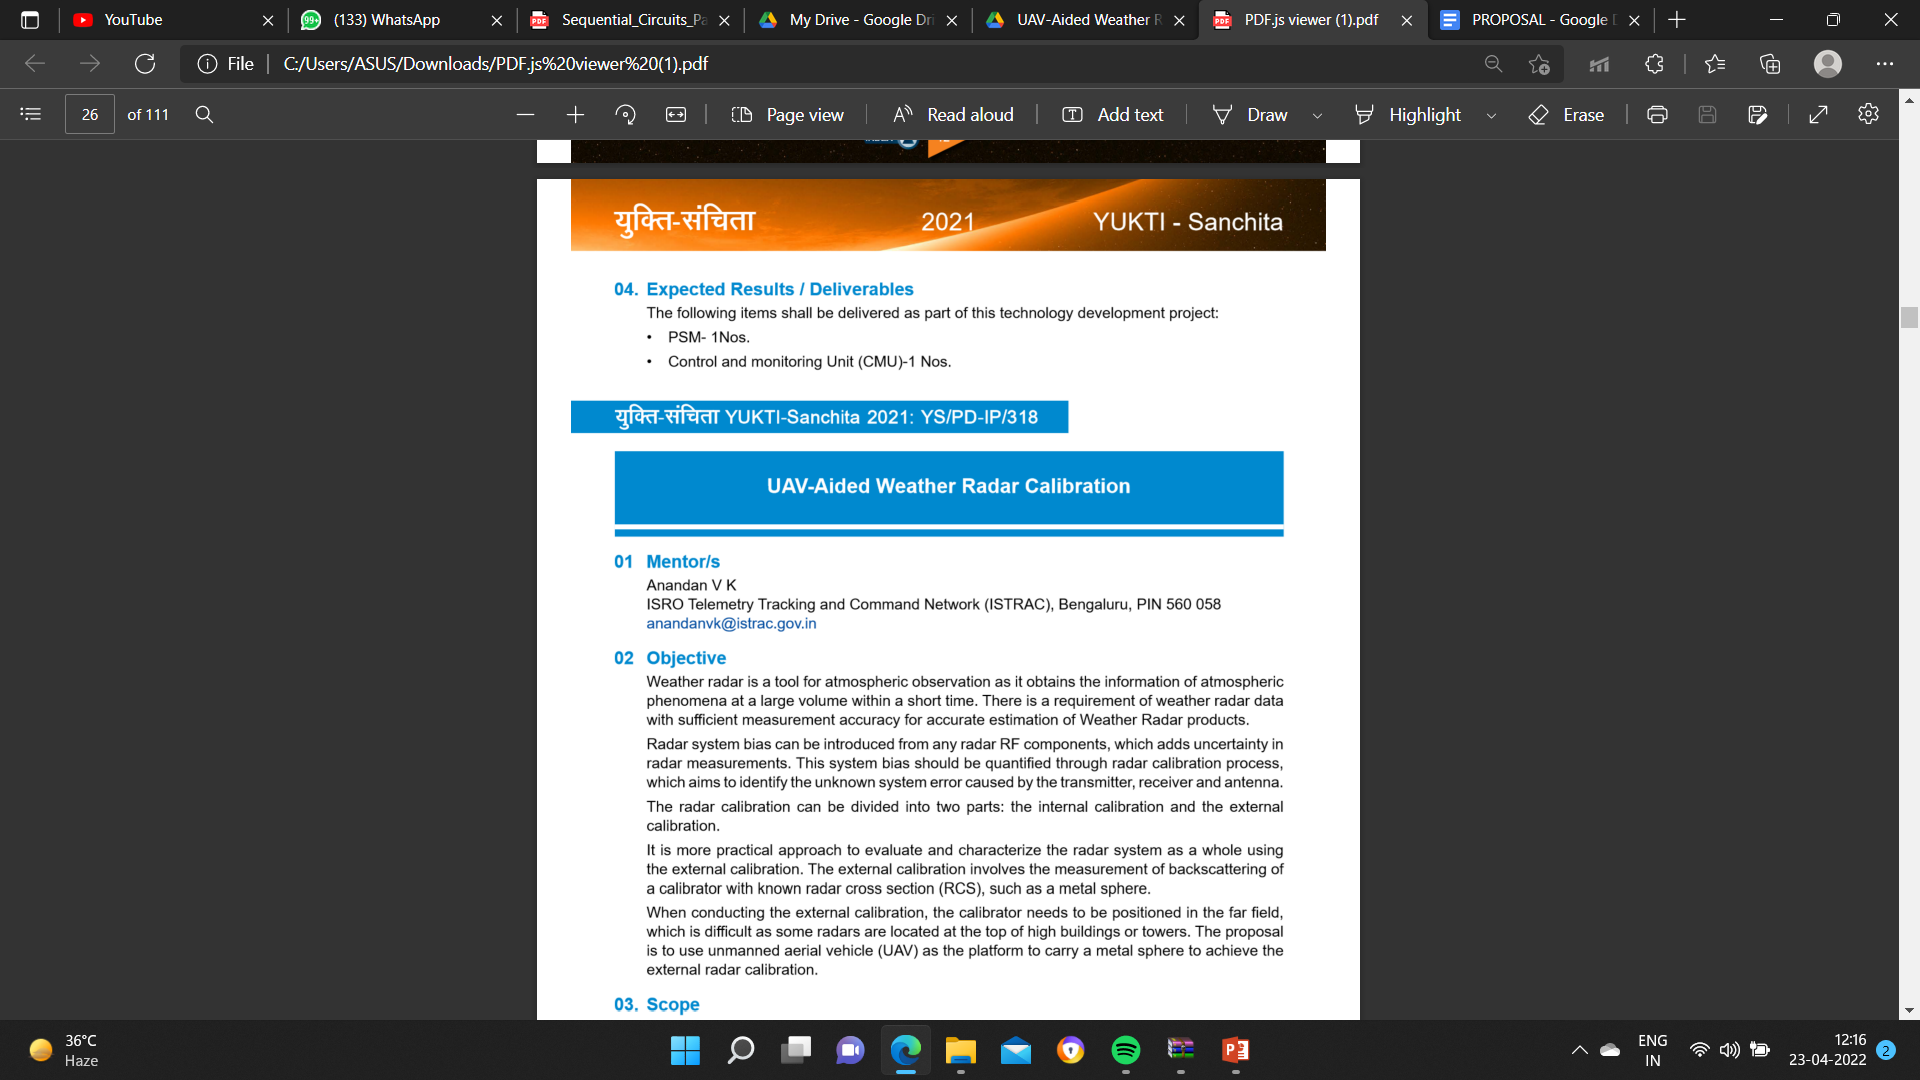 YouTube
(133) WhatsApp
Sequential_Circuits_Pa
My Drive - Google Dri
UAV-Aided Weather R
PDF.js viewer (1).pdf
PROPOSAL - Google D
File
C:/Users/ASUS/Downloads/PDF.js%20viewer%20(1).pdf
26 of 111
Page view
Read aloud
Add text
Draw
Highlight
Erase
युक्ति-संचिता 2021 YUKTI - Sanchita
04. Expected Results / Deliverables
The following items shall be delivered as part of this technology development project:
• PSM- 1Nos.
• Control and monitoring Unit (CMU)-1 Nos.
युक्ति-संचिता YUKTI-Sanchita 2021: YS/PD-IP/318
UAV-Aided Weather Radar Calibration
01 Mentor/s
Anandan V K
ISRO Telemetry Tracking and Command Network (ISTRAC), Bengaluru, PIN 560 058
anandanvk@istrac.gov.in
02 Objective
Weather radar is a tool for atmospheric observation as it obtains the information of atmospheric
phenomena at a large volume within a short time. There is a requirement of weather radar data
with sufficient measurement accuracy for accurate estimation of Weather Radar products.
Radar system bias can be introduced from any radar RF components, which adds uncertainty in
radar measurements. This system bias should be quantified through radar calibration process,
which aims to identify the unknown system error caused by the transmitter, receiver and antenna.
The radar calibration can be divided into two parts: the internal calibration and the external
calibration.
It is more practical approach to evaluate and characterize the radar system as a whole using
the external calibration. The external calibration involves the measurement of backscattering of
a calibrator with known radar cross section (RCS), such as a metal sphere.
When conducting the external calibration, the calibrator needs to be positioned in the far field,
which is difficult as some radars are located at the top of high buildings or towers. The proposal
is to use unmanned aerial vehicle (UAV) as the platform to carry a metal sphere to achieve the
external radar calibration.
03. Scope
36°C
Haze
ENG
IN
12:16
23-04-2022
2